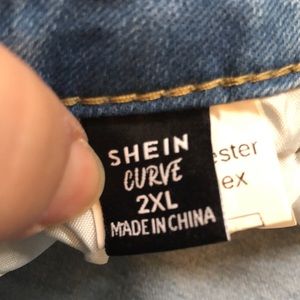 SHEIN
CURVE
2XL
MADE IN CHINA
ester
ex